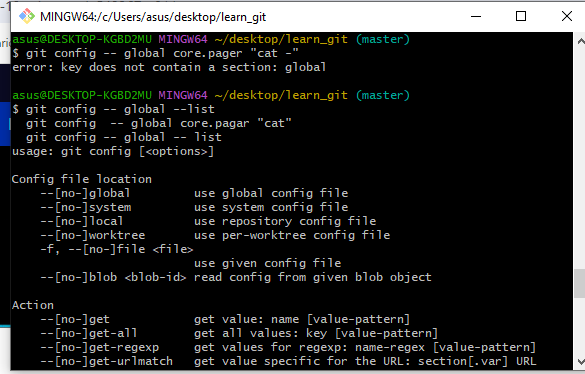 MINGW64:/c/Users/asus/desktop/learn_git
asus@DESKTOP-KGBD2MU MINGW64 ~/desktop/learn_git (master)
$ git config -- global core.pager "cat -"
error: key does not contain a section: global
asus@DESKTOP-KGBD2MU MINGW64 ~/desktop/learn_git (master)
$ git config -- global --list
  git config  -- global core.pagar "cat"
  git config -- global -- list
usage: git config [<options>]
Config file location
    --[no-]global         use global config file
    --[no-]system         use system config file
    --[no-]local          use repository config file
    --[no-]worktree       use per-worktree config file
    -f, --[no-]file <file>
                          use given config file
    --[no-]blob <blob-id> read config from given blob object
Action
    --[no-]get            get value: name [value-pattern]
    --[no-]get-all        get all values: key [value-pattern]
    --[no-]get-regexp     get values for regexp: name-regex [value-pattern]
    --[no-]get-urlmatch   get value specific for the URL: section[.var] URL